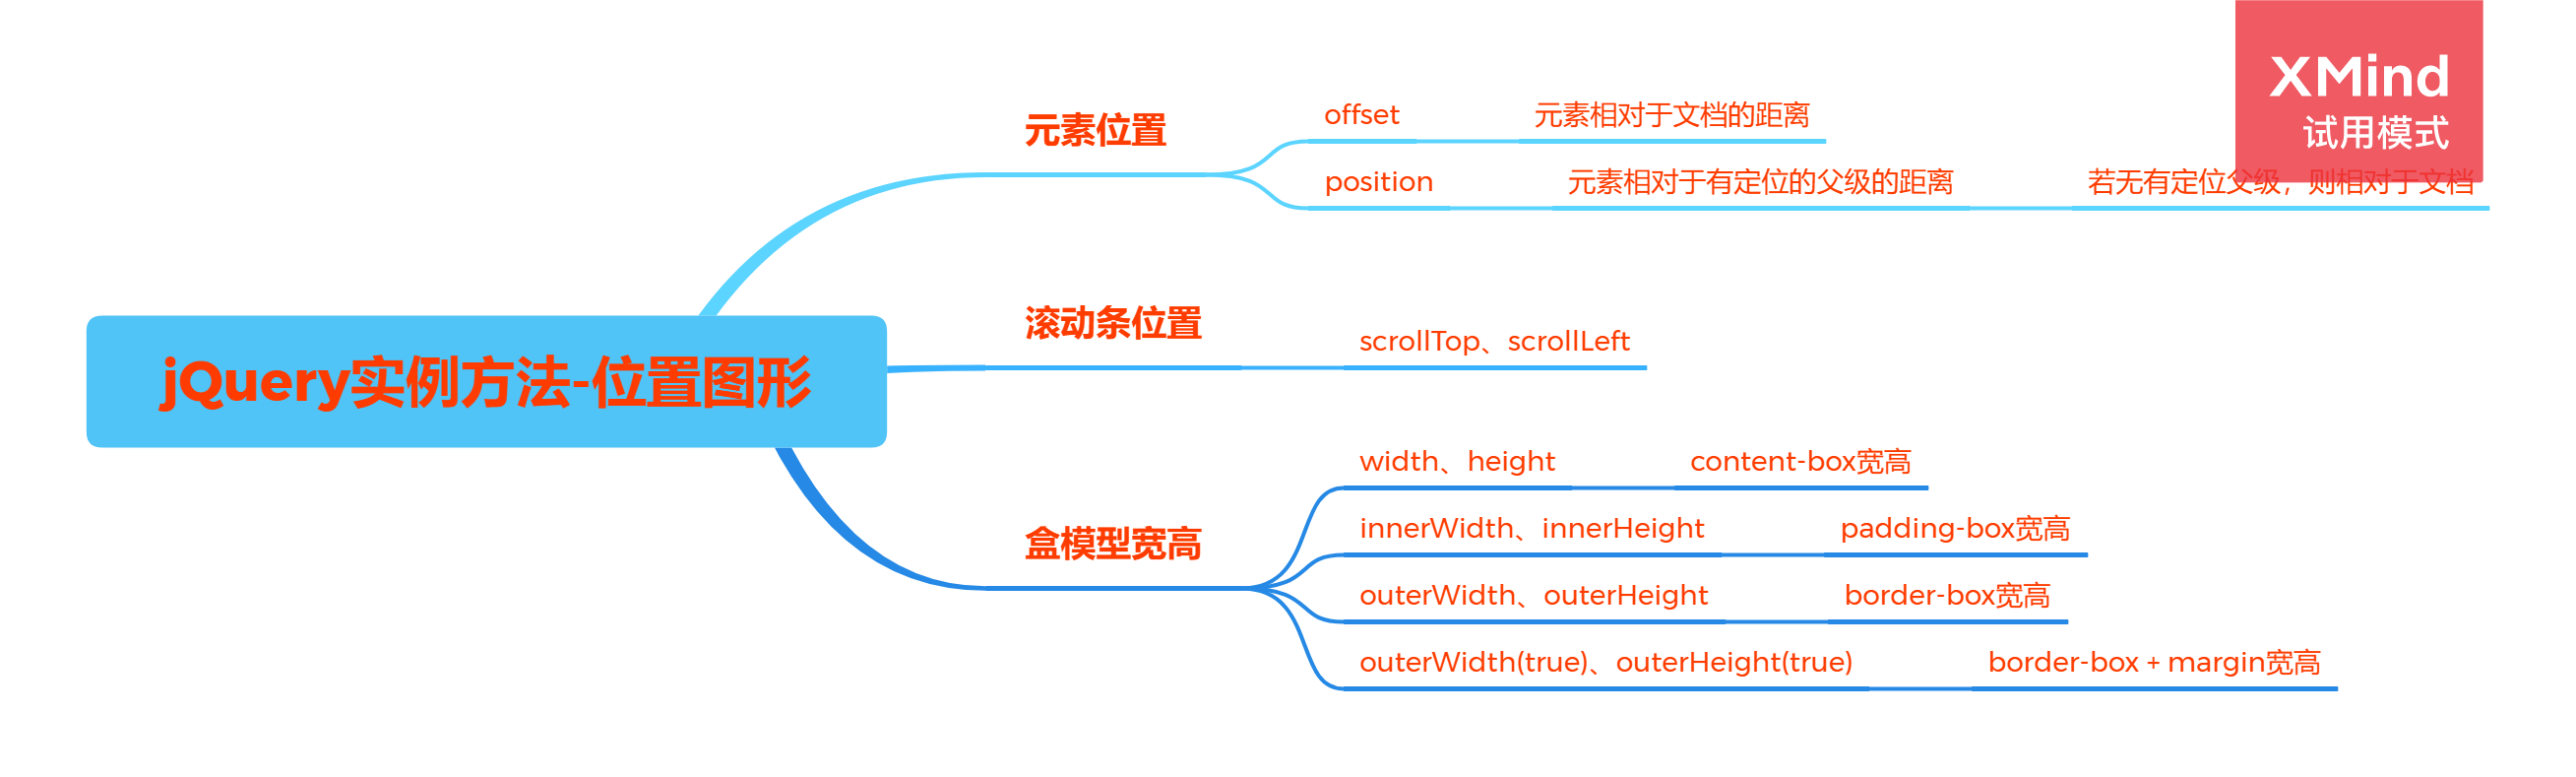 XMind
试用模式
元素位置
offset
元素相对于文档的距离
position
元素相对于有定位的父级的距离
若无有定位父级，则相对于文档
jQuery实例方法-位置图形
滚动条位置
scrollTop、scrollLeft
盒模型宽高
width、height
content-box宽高
innerWidth、innerHeight
padding-box宽高
outerWidth、outerHeight
border-box宽高
outerWidth(true)、outerHeight(true)
border-box + margin宽高